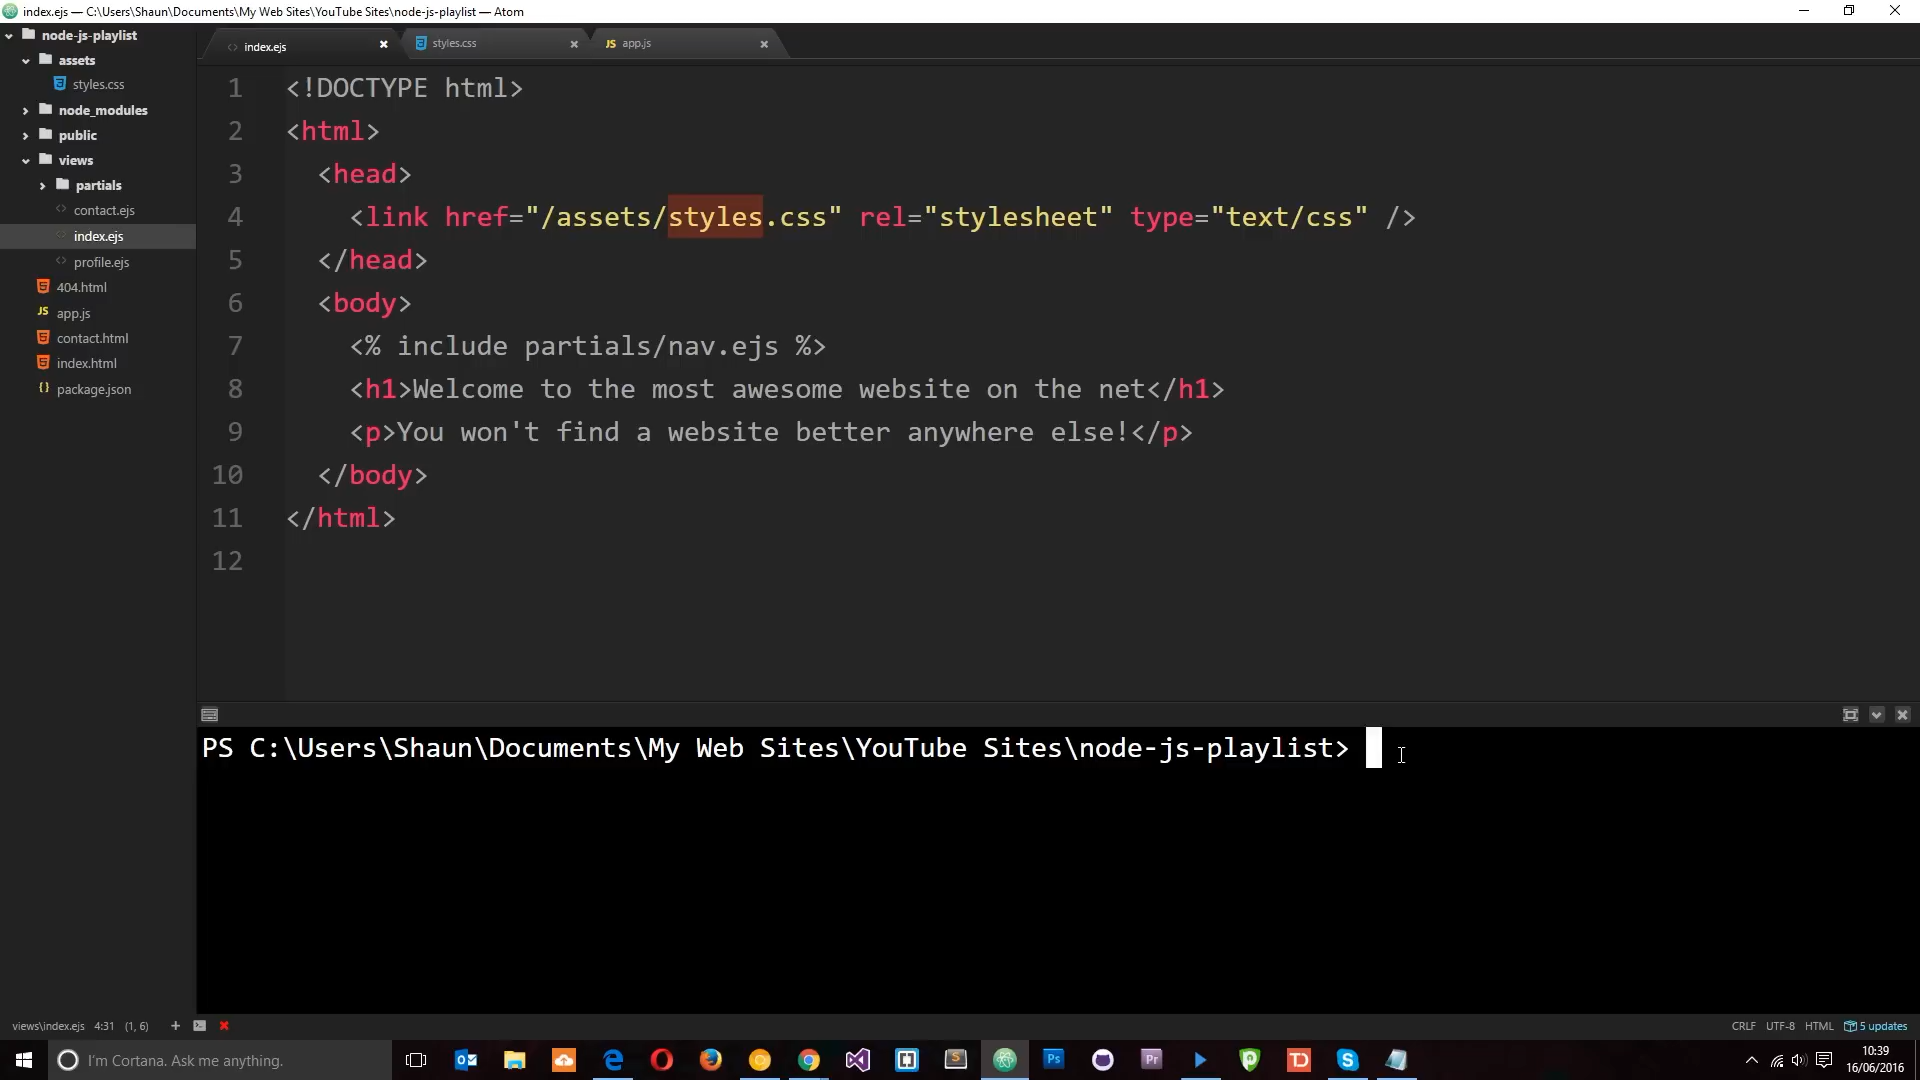 index.ejs — C:\Users\Shaun\Documents\My Web Sites\YouTube Sites\node-js-playlist — Atom
node-js-playlist
assets
styles.css
node_modules
public
views
partials
contact.ejs
index.ejs
profile.ejs
404.html
JS app.js
contact.html
index.html
{} package.json
index.ejs
styles.css
JS app.js
1 <!DOCTYPE html>
2 <html>
3 <head>
4 <link href="/assets/styles.css" rel="stylesheet" type="text/css" />
5 </head>
6 <body>
7 <% include partials/nav.ejs %>
8 <h1>Welcome to the most awesome website on the net</h1>
9 <p>You won't find a website better anywhere else!</p>
10 </body>
11 </html>
12
PS C:\Users\Shaun\Documents\My Web Sites\YouTube Sites\node-js-playlist>
views\index.ejs 4:31 (1, 6)
CRLF UTF-8 HTML 5 updates
I'm Cortana. Ask me anything.
Ps
Pr
TD
10:39
16/06/2016